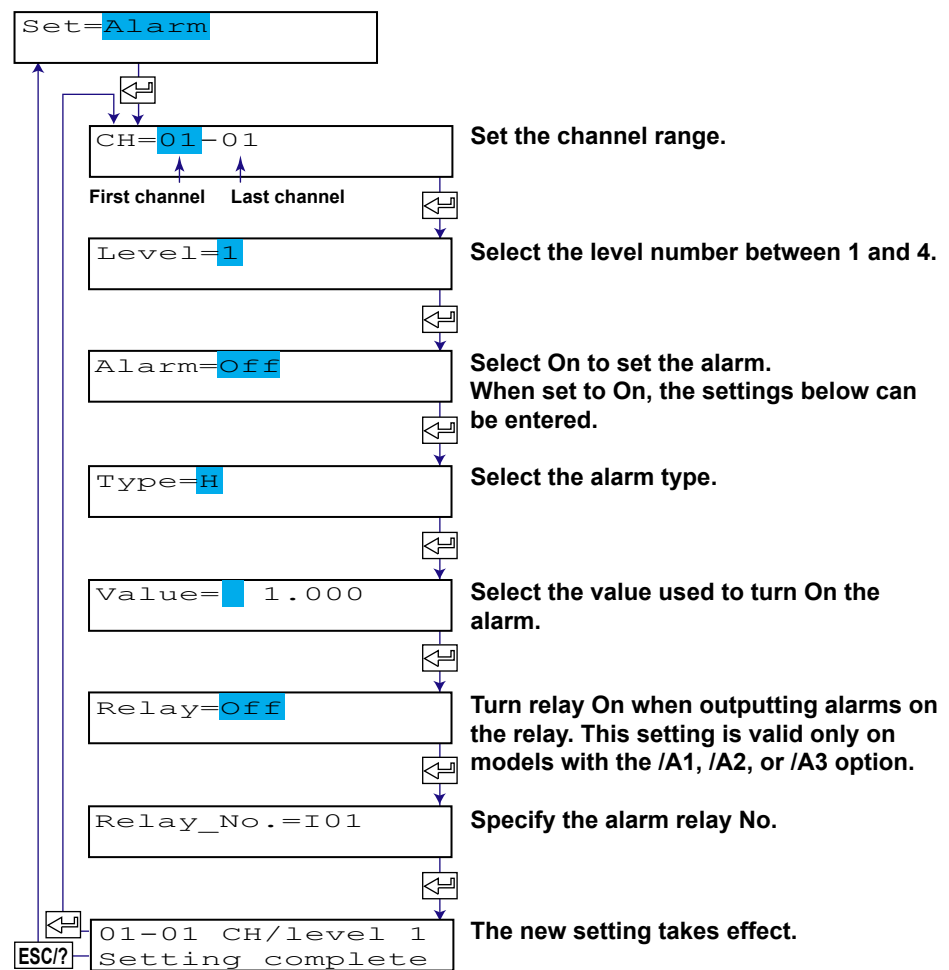 Set=Alarm
CH=01-01
Set the channel range.
First channel Last channel
Level=1
Select the level number between 1 and 4.
Alarm=Off
Select On to set the alarm.
When set to On, the settings below can
be entered.
Type=H
Select the alarm type.
Value= 1.000
Select the value used to turn On the
alarm.
Relay=Off
Turn relay On when outputting alarms on
the relay. This setting is valid only on
models with the /A1, /A2, or /A3 option.
Relay_No.=I01
Specify the alarm relay No.
01-01 CH/level 1
The new setting takes effect.
ESC/?
Setting complete